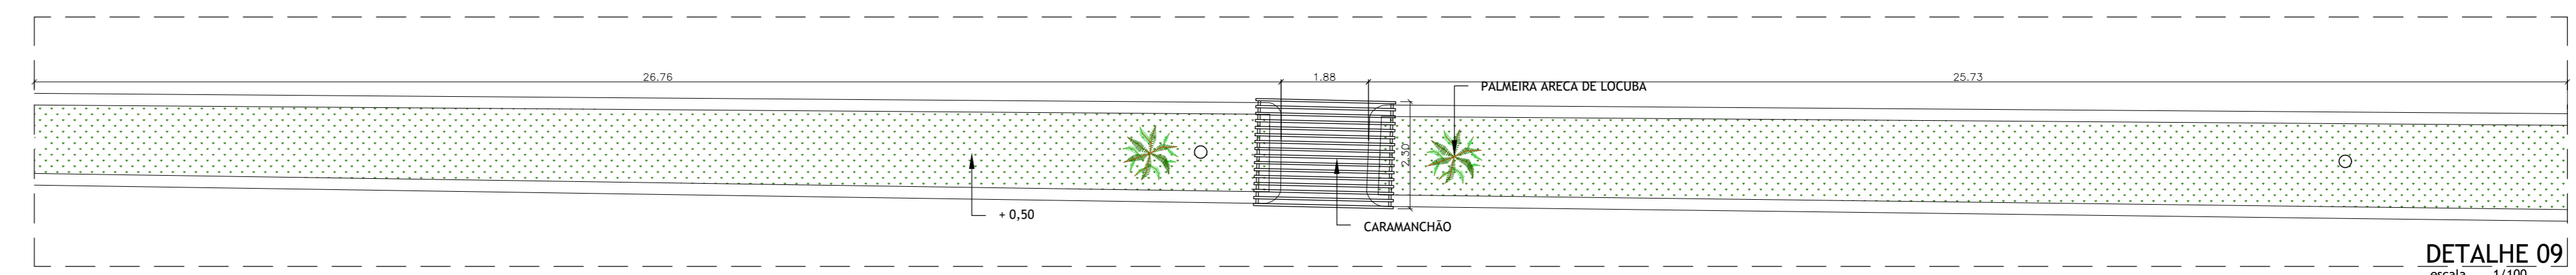 26.76
1.88
25.73
PALMEIRA ARECA DE LOCUBA
2.30
+ 0,50
CARAMANCHÃO
DETALHE 09
escala 1/100